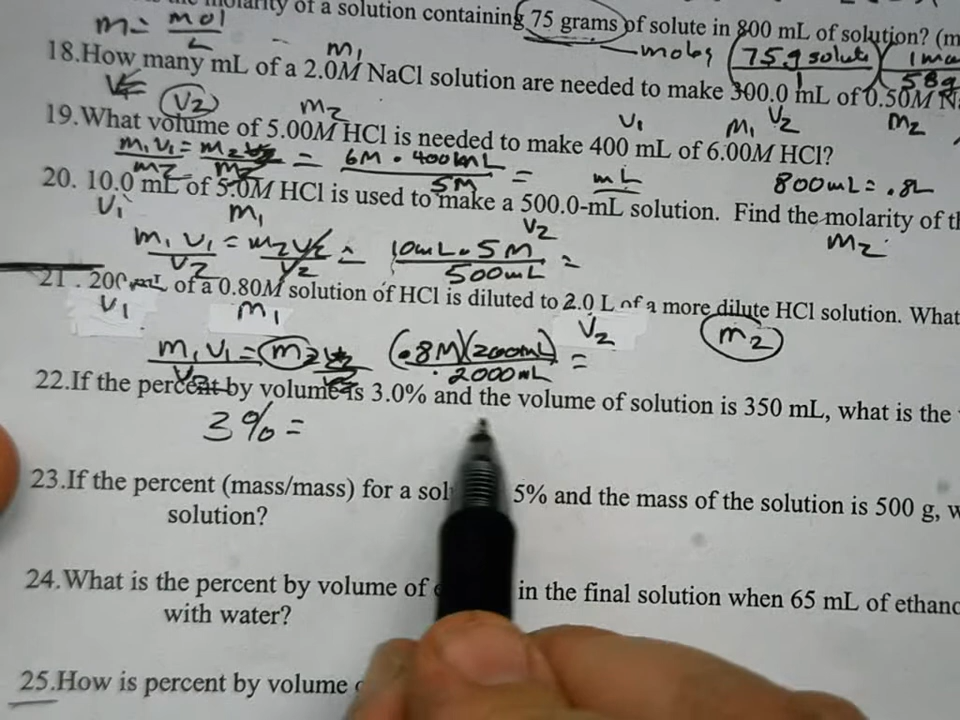 molarity of a solution containing 75 grams of solute in 800 mL of solution? (m
m = mol / L
moles
75 g solute
58g
M1
18.How many mL of a 2.0M NaCl solution are needed to make 300.0 mL of 0.50M N
V2 M2 V1 M1 V2 M2
19.What volume of 5.00M HCl is needed to make 400 mL of 6.00M HCl?
M1V1 = M2V2 = 6M • 400mL = mL 800mL = .8L
M2 M2 5M
20. 10.0 mL of 5.0M HCl is used to make a 500.0-mL solution. Find the molarity of t
V1 M1 V2 M2
M1V1 = M2V2 = 10mL • 5M =
V2 V2 500mL
21 . 200 mL of a 0.80M solution of HCl is diluted to 2.0 L of a more dilute HCl solution. What
V1 M1 V2 M2
M1V1 = M2V2 (.8M)(200mL) =
V2 V2 2000mL
22.If the percent by volume is 3.0% and the volume of solution is 350 mL, what is the
3% =
23.If the percent (mass/mass) for a sol 5% and the mass of the solution is 500 g, w
solution?
24.What is the percent by volume of in the final solution when 65 mL of ethano
with water?
25.How is percent by volume